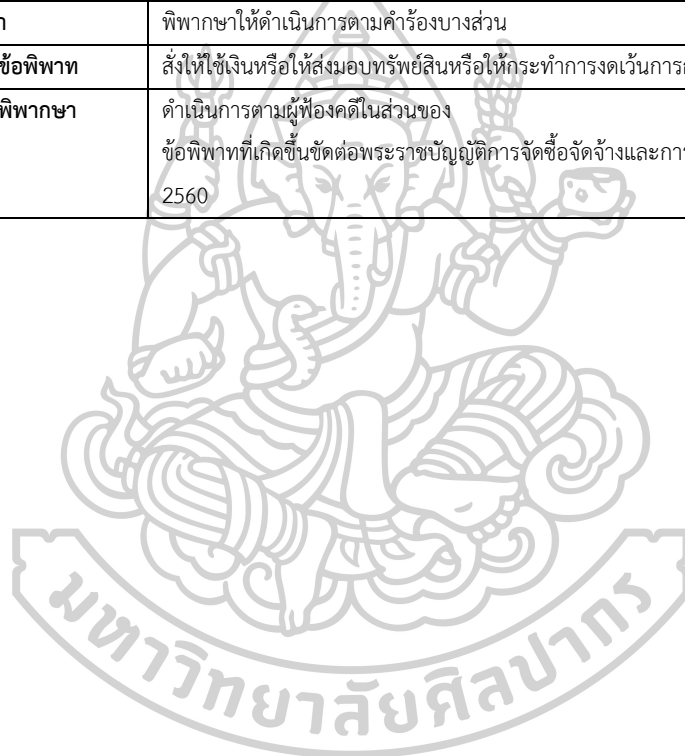 า พิพากษาให้ดำเนินการตามคำร้องบางส่วน
ข้อพิพาท สั่งให้ใช้เงินหรือให้ส่งมอบทรัพย์สินหรือให้กระทำการงดเว้นการก
พิพากษา ดำเนินการตามผู้ฟ้องคดีในส่วนของ
ข้อพิพาทที่เกิดขึ้นขัดต่อพระราชบัญญัติการจัดซื้อจัดจ้างและการ
2560
มหาวิทยาลัยศิลปากร